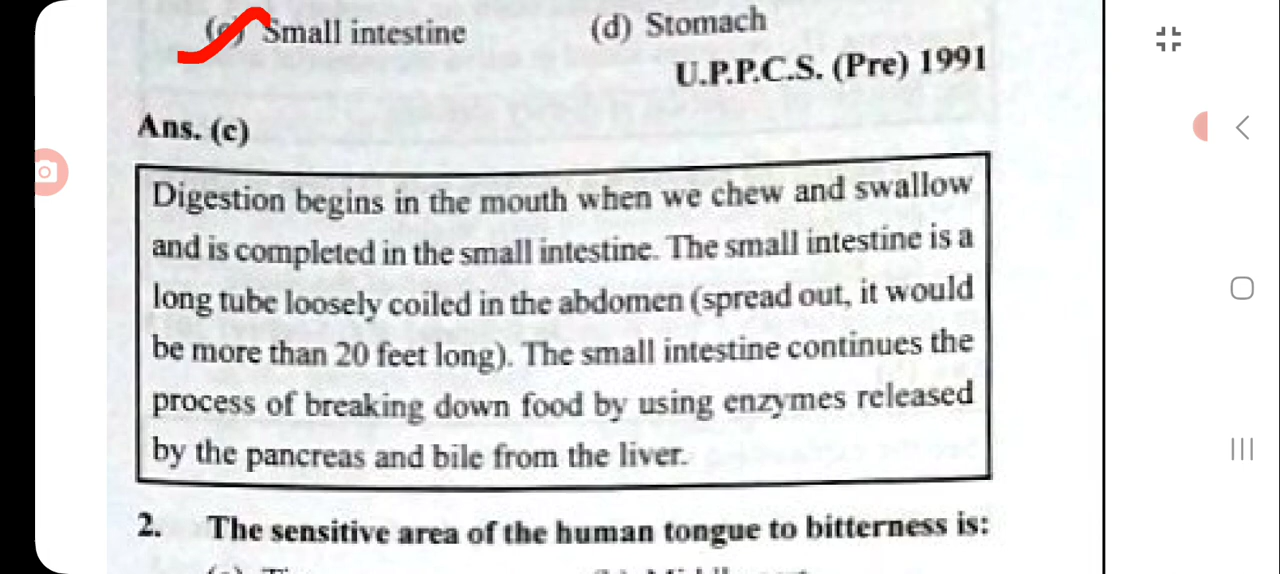 (c) Small intestine (d) Stomach
U.P.P.C.S. (Pre) 1991
Ans. (c)
Digestion begins in the mouth when we chew and swallow
and is completed in the small intestine. The small intestine is a
long tube loosely coiled in the abdomen (spread out, it would
be more than 20 feet long). The small intestine continues the
process of breaking down food by using enzymes released
by the pancreas and bile from the liver.
2. The sensitive area of the human tongue to bitterness is: